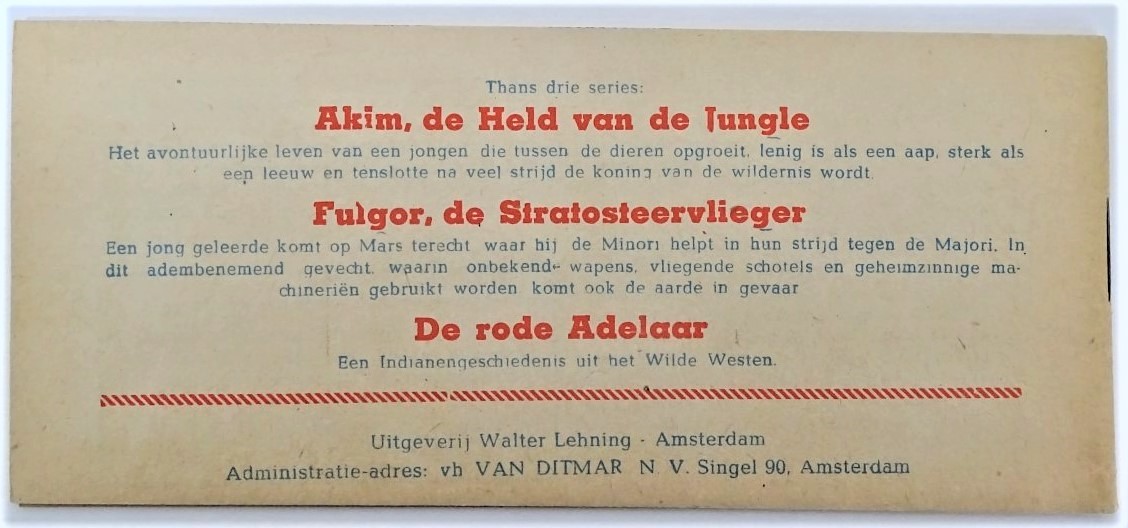 Thans drie series:
Akim, de Held van de Jungle
Het avontuurlijke leven van een jongen die tussen de dieren opgroeit, lenig is als een aap, sterk als
een leeuw en tenslotte na veel strijd de koning van de wildernis wordt.
Fulgor, de Stratosfeervlieger
Een jong geleerde komt op Mars terecht waar hij de Minori helpt in hun strijd tegen de Majori. In
dit adembenemend gevecht, waarin onbekende wapens, vliegende schotels en geheimzinnige ma-
chineriën gebruikt worden komt ook de aarde in gevaar
De rode Adelaar
Een Indianengeschiedenis uit het Wilde Westen.
Uitgeverij Walter Lehning - Amsterdam
Administratie-adres: vh VAN DITMAR N. V. Singel 90, Amsterdam